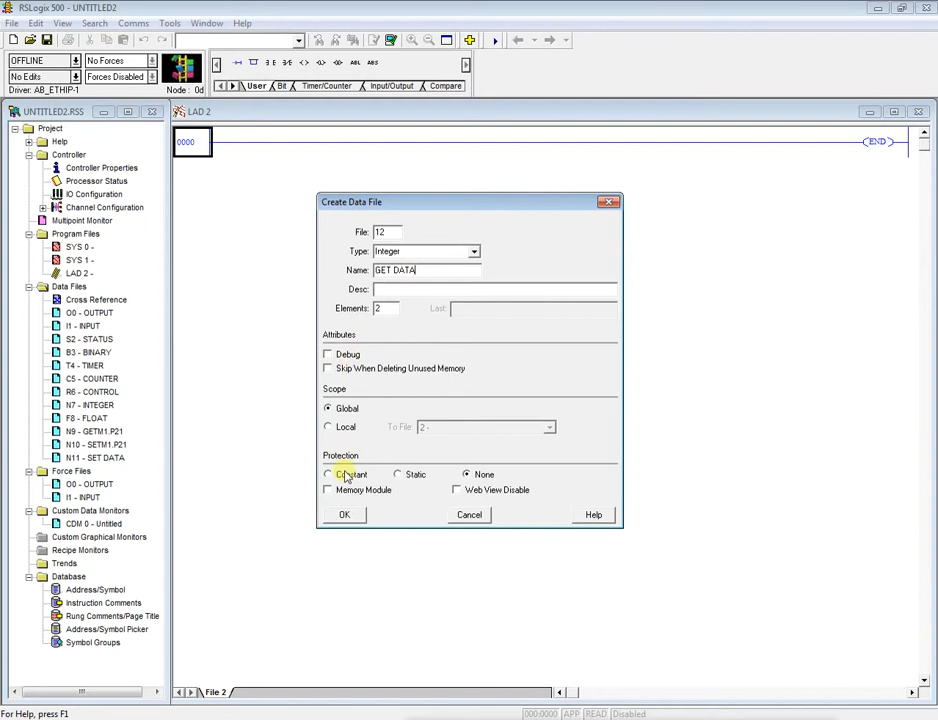 RSLogix 500 - UNTITLED2
File Edit View Search Comms Tools Window Help
OFFLINE No Forces
No Edits Forces Disabled
Driver: AB_ETHIP-1 Node : 0d
User Bit Timer/Counter Input/Output Compare
UNTITLED2.RSS
Project
Help
Controller
Controller Properties
Processor Status
IO Configuration
Channel Configuration
Multipoint Monitor
Program Files
SYS 0 -
SYS 1 -
LAD 2 -
Data Files
Cross Reference
O0 - OUTPUT
I1 - INPUT
S2 - STATUS
B3 - BINARY
T4 - TIMER
C5 - COUNTER
R6 - CONTROL
N7 - INTEGER
F8 - FLOAT
N9 - GETM1.P21
N10 - SETM1.P21
N11 - SET DATA
Force Files
O0 - OUTPUT
I1 - INPUT
Custom Data Monitors
CDM 0 - Untitled
Custom Graphical Monitors
Recipe Monitors
Trends
Database
Address/Symbol
Instruction Comments
Rung Comments/Page Title
Address/Symbol Picker
Symbol Groups
LAD 2
0000
END
Create Data File
File: 12
Type: Integer
Name: GET DATA
Desc:
Elements: 2 Last:
Attributes
Debug
Skip When Deleting Unused Memory
Scope
Global
Local To File: 2 -
Protection
Constant Static None
Memory Module Web View Disable
OK Cancel Help
File 2
For Help, press F1
000:0000 APP READ Disabled